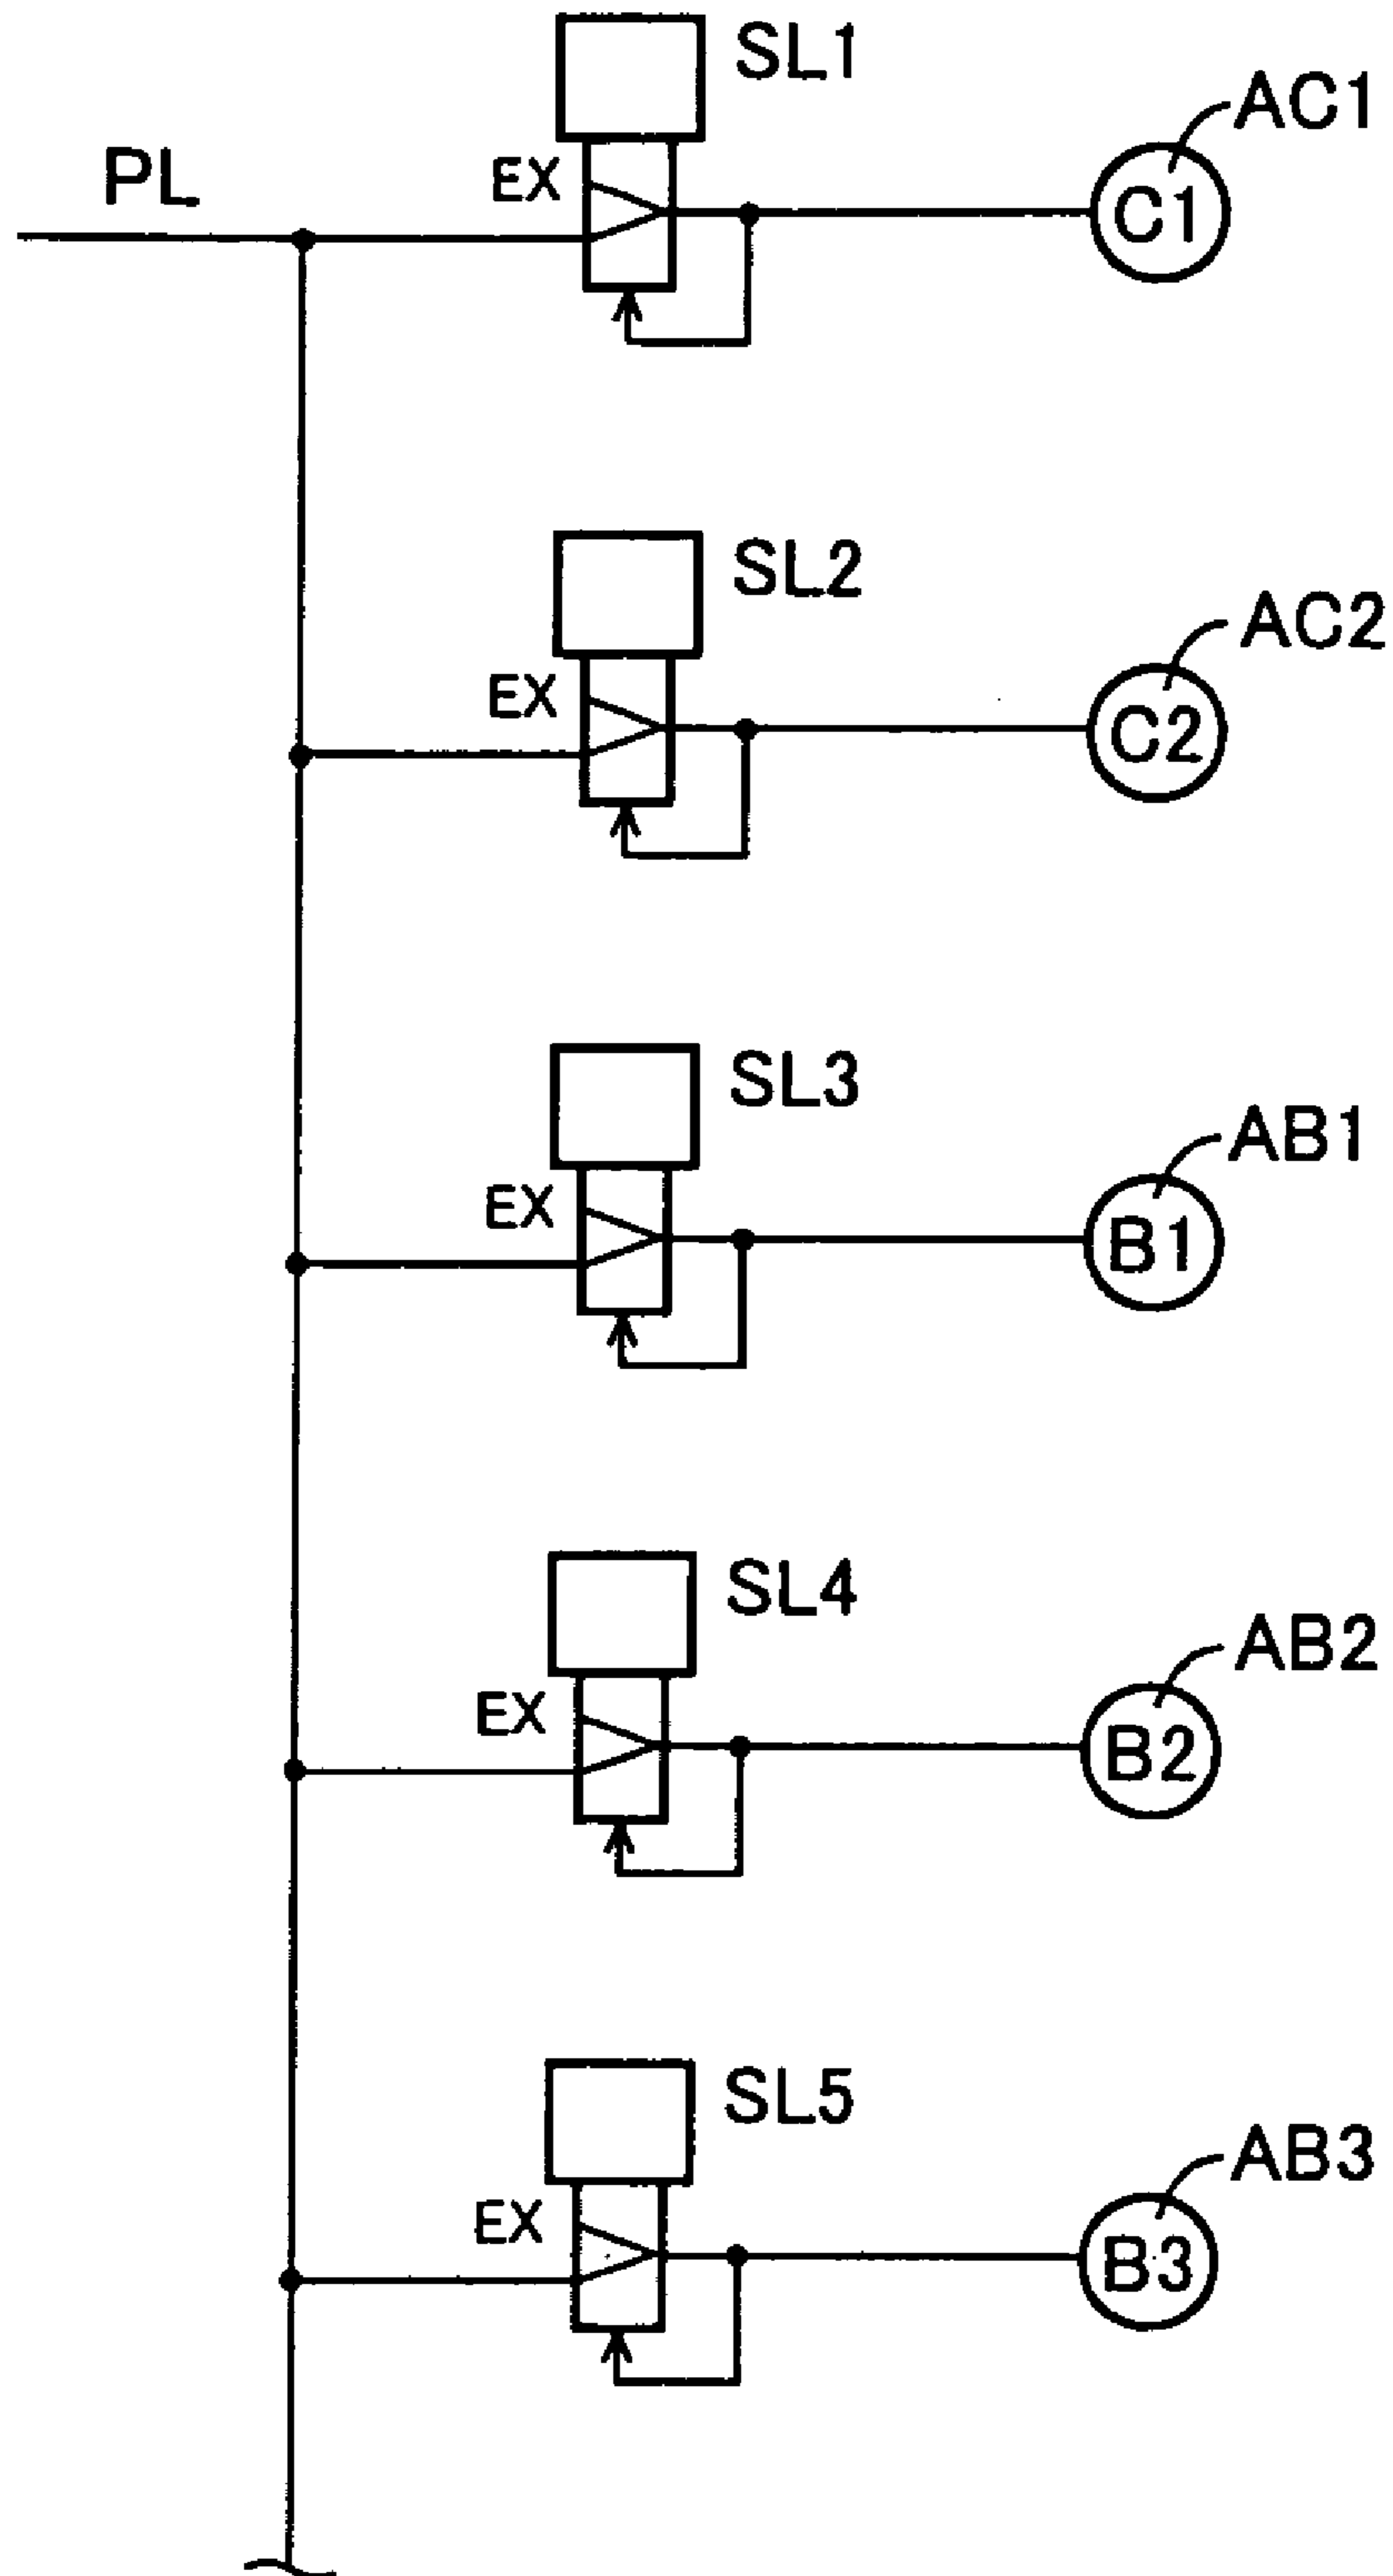 SL1
AC1
PL
EX
C1
SL2
AC2
EX
C2
SL3
AB1
EX
B1
SL4
AB2
EX
B2
SL5
AB3
EX
B3